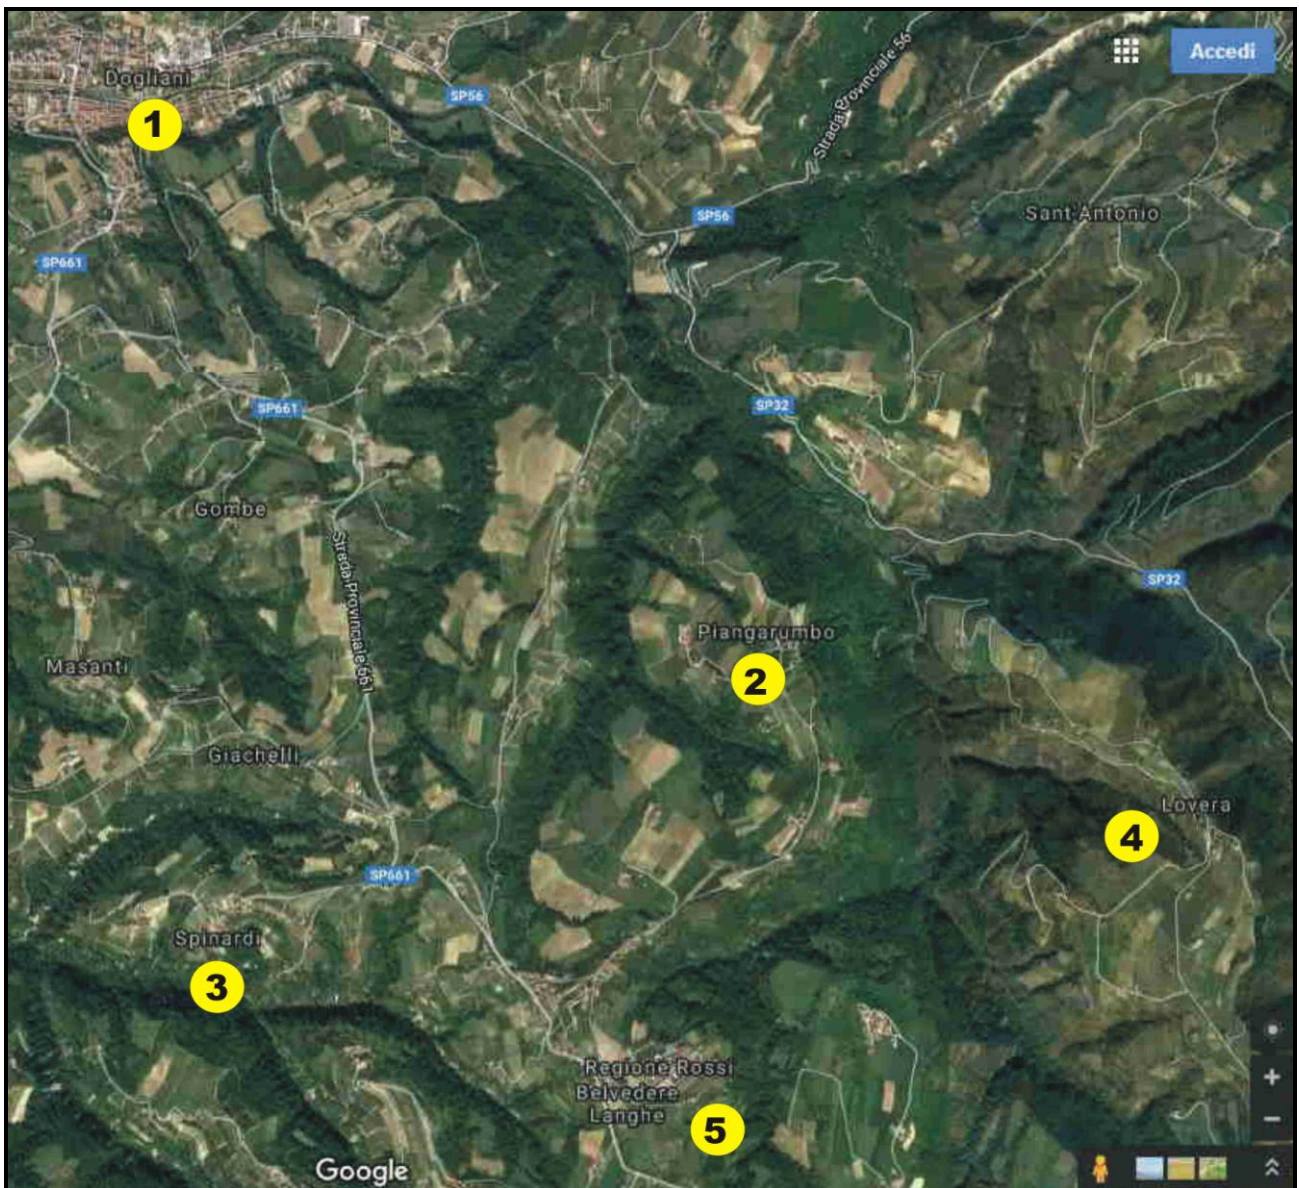 Accedi
Dogliani
1
SP56
Strada Provinciale 56
SP56
Sant'Antonio
SP661
SP32
SP661
Gombe
Strada Provinciale 661
SP32
Piangarumbo
2
Masanti
Giachelli
Lovera
4
SP661
Spinardi
3
Regione Rossi
Belvedere
Langhe
5
Google